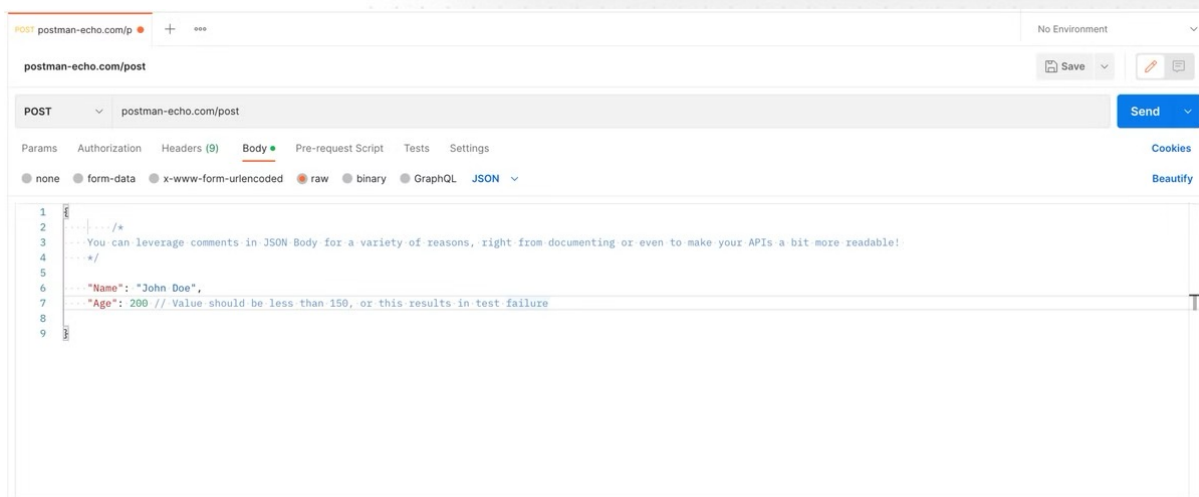 POST postman-echo.com/p
No Environment
postman-echo.com/post
Save
POST postman-echo.com/post Send
Params Authorization Headers (9) Body Pre-request Script Tests Settings Cookies
none form-data x-www-form-urlencoded raw binary GraphQL JSON Beautify
1 {
2 /*
3 You can leverage comments in JSON Body for a variety of reasons, right from documenting or even to make your APIs a bit more readable!
4 */
5
6 "Name": "John Doe",
7 "Age": 200 // Value should be less than 150, or this results in test failure
8
9 }